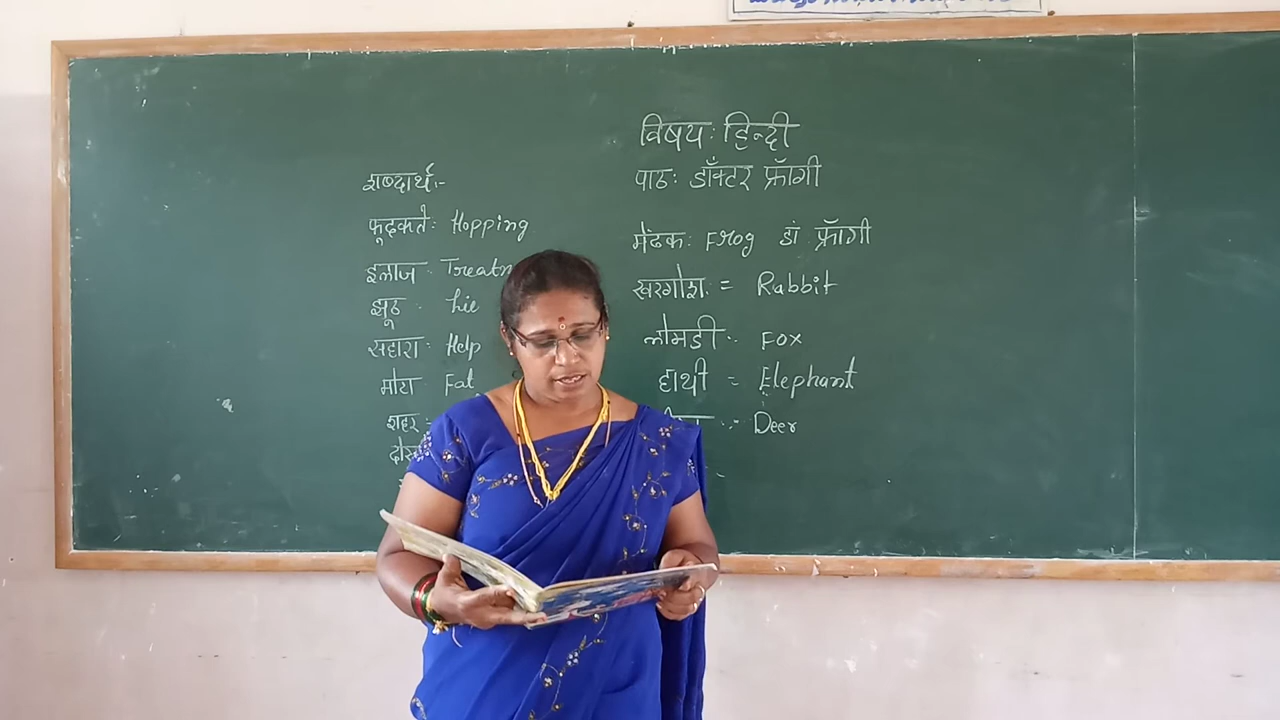 विषय: हिन्दी
पाठ: डॉंक्टर फ्रॉगी
शब्दार्थ:-
फूदकते: Hopping
इलाज: Treatm
झूठ: Lie
सहारा: Help
मोटा Fat
शहर:
मेंढक: Frog डां फ्रॉगी
खरगोश: = Rabbit
लोमडी:- Fox
हाथी = Elephant
:- Deer